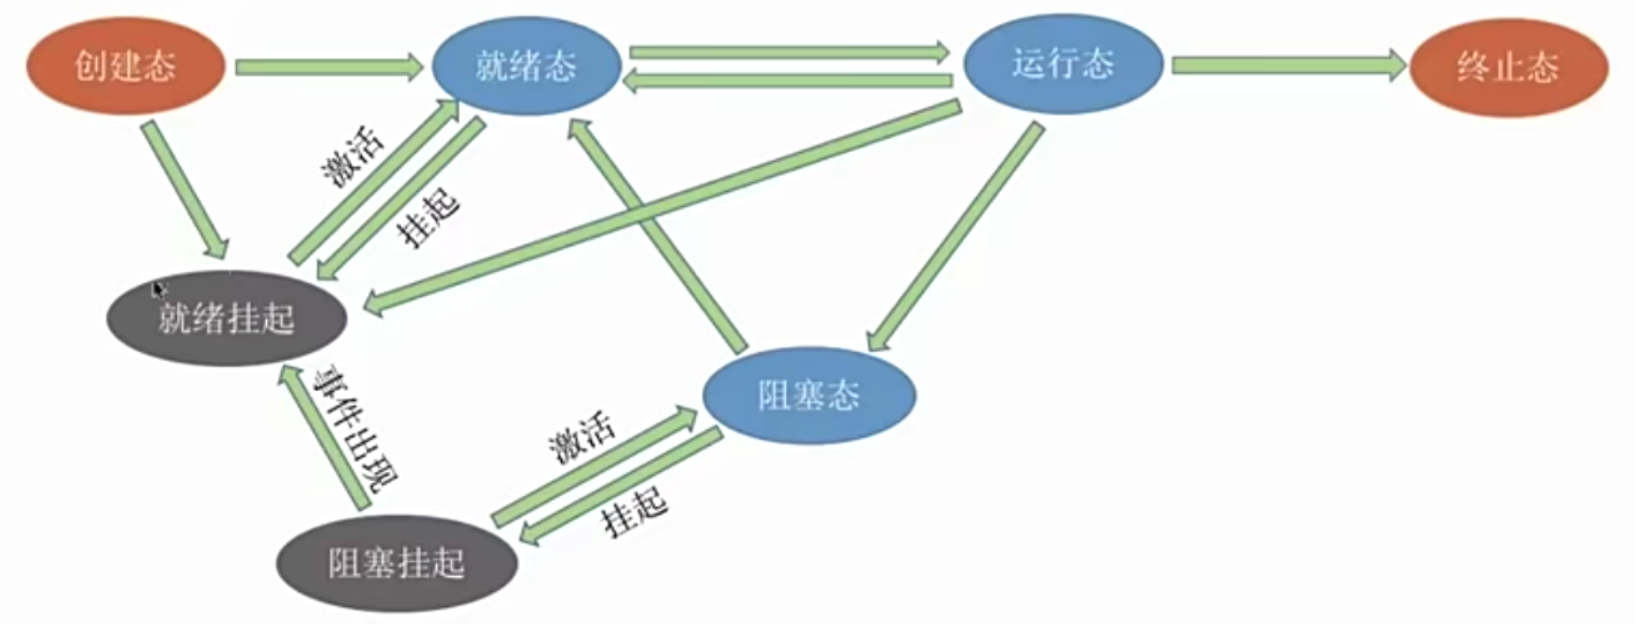 创建态
就绪态
运行态
终止态
激活
挂起
就绪挂起
事件出现
阻塞态
激活
挂起
阻塞挂起